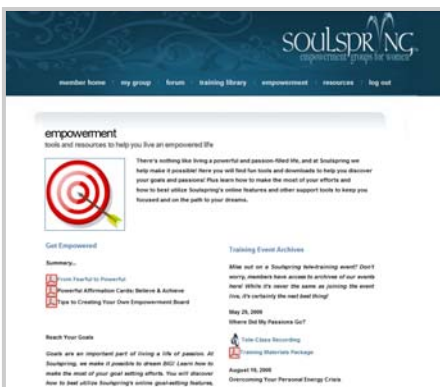 soulspring
empowerment groups for women
member home my group forum training library empowerment resources log out
empowerment
tools and resources to help you live an empowered life
There's nothing like living a powerful and passion-filled life, and at Soulspring we
help make it possible! Here you will find fun tools and downloads to help you discover
your goals and passions! Plus learn how to make the most of your efforts and
how to best utilize Soulspring's online features and other support tools to keep you
focused and on the path to your dreams.
Get Empowered
Summary...
From Fearful to Powerful
Powerful Affirmation Cards: Believe & Achieve
Tips to Creating Your Own Empowerment Board
Reach Your Goals
Goals are an important part of living a life of passion. At
Soulspring, we make it possible to dream BIG! Learn how to
make the most of your goal setting efforts. You will discover
how to best utilize Soulspring's online goal-setting features,
Training Event Archives
Miss out on a Soulspring tele-training event? Don't
worry, members have access to archives of our events
here! While it's never the same as joining the event
live, it's certainly the next best thing!
May 29, 2008
Where Did My Passions Go?
Tele-Class Recording
Training Materials Package
August 19, 2008
Overcoming Your Personal Energy Crisis